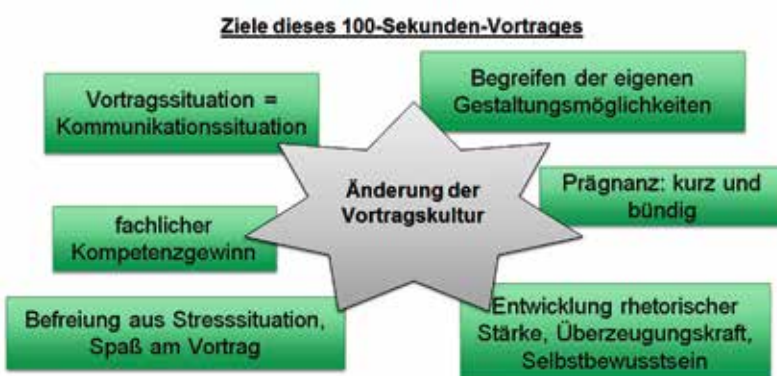 Ziele dieses 100-Sekunden-Vortrages
Vortragssituation =
Kommunikationssituation
Begreifen der eigenen
Gestaltungsmöglichkeiten
Änderung der
Vortragskultur
Prägnanz: kurz und
bündig
fachlicher
Kompetenzgewinn
Befreiung aus Stresssituation,
Spaß am Vortrag
Entwicklung rhetorischer
Stärke, Überzeugungskraft,
Selbstbewusstsein